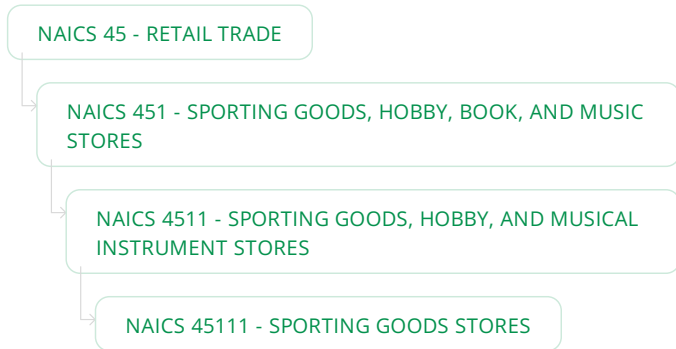 NAICS 45 - RETAIL TRADE
NAICS 451 - SPORTING GOODS, HOBBY, BOOK, AND MUSIC
STORES
NAICS 4511 - SPORTING GOODS, HOBBY, AND MUSICAL
INSTRUMENT STORES
NAICS 45111 - SPORTING GOODS STORES